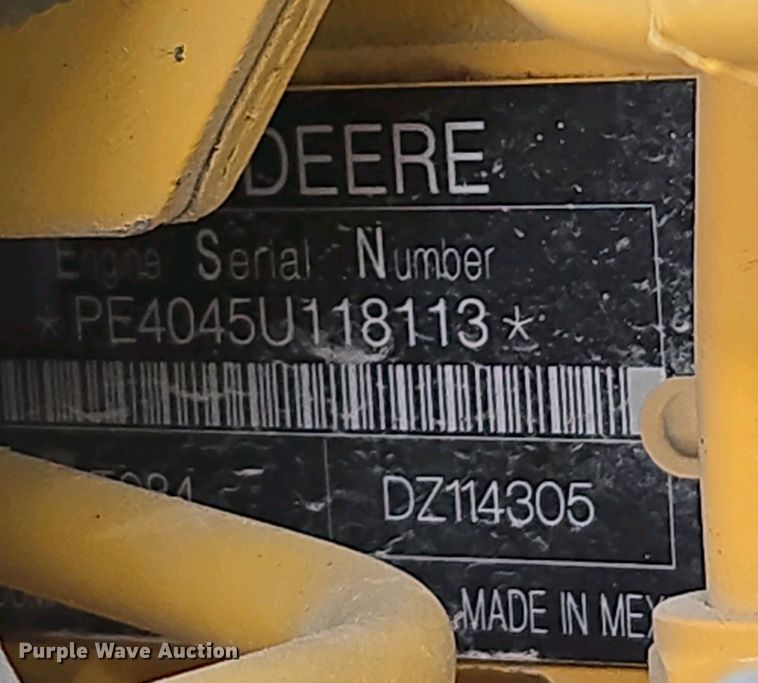 DEERE
Engine Serial Number
*PE4045U118113*
DZ114305
MADE IN MEX
Purple Wave Auction